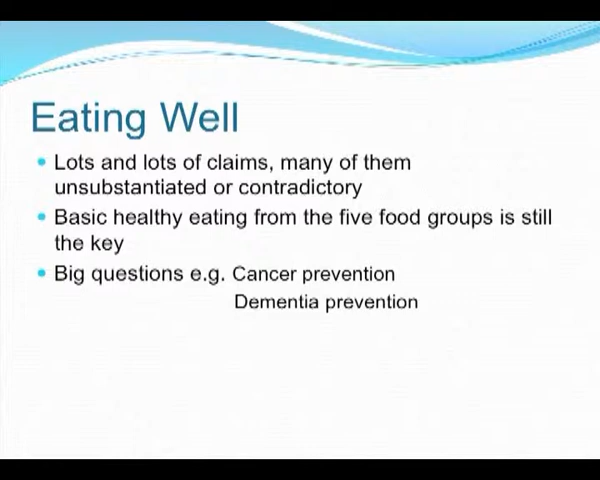 Eating Well
• Lots and lots of claims, many of them
unsubstantiated or contradictory
• Basic healthy eating from the five food groups is still
the key
• Big questions e.g. Cancer prevention
Dementia prevention